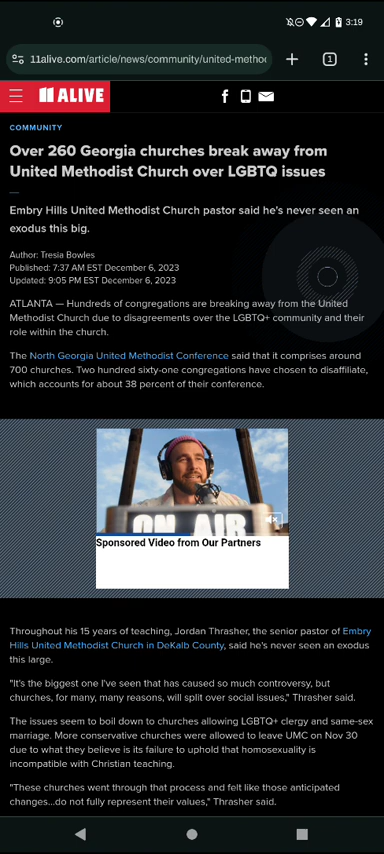 3:19
11alive.com/article/news/community/united-method
1
11 ALIVE
COMMUNITY
Over 260 Georgia churches break away from
United Methodist Church over LGBTQ issues
Embry Hills United Methodist Church pastor said he's never seen an
exodus this big.
Author: Tresia Bowles
Published: 7:37 AM EST December 6, 2023
Updated: 9:05 PM EST December 6, 2023
ATLANTA — Hundreds of congregations are breaking away from the United
Methodist Church due to disagreements over the LGBTQ+ community and their
role within the church.
The North Georgia United Methodist Conference said that it comprises around
700 churches. Two hundred sixty-one congregations have chosen to disaffiliate,
which accounts for about 38 percent of their conference.
ON AIR
Sponsored Video from Our Partners
Throughout his 15 years of teaching, Jordan Thrasher, the senior pastor of Embry
Hills United Methodist Church in DeKalb County, said he's never seen an exodus
this large.
"It's the biggest one I've seen that has caused so much controversy, but
churches, for many, many reasons, will split over social issues," Thrasher said.
The issues seem to boil down to churches allowing LGBTQ+ clergy and same-sex
marriage. More conservative churches were allowed to leave UMC on Nov 30
due to what they believe is its failure to uphold that homosexuality is
incompatible with Christian teaching.
"These churches went through that process and felt like those anticipated
changes...do not fully represent their values," Thrasher said.